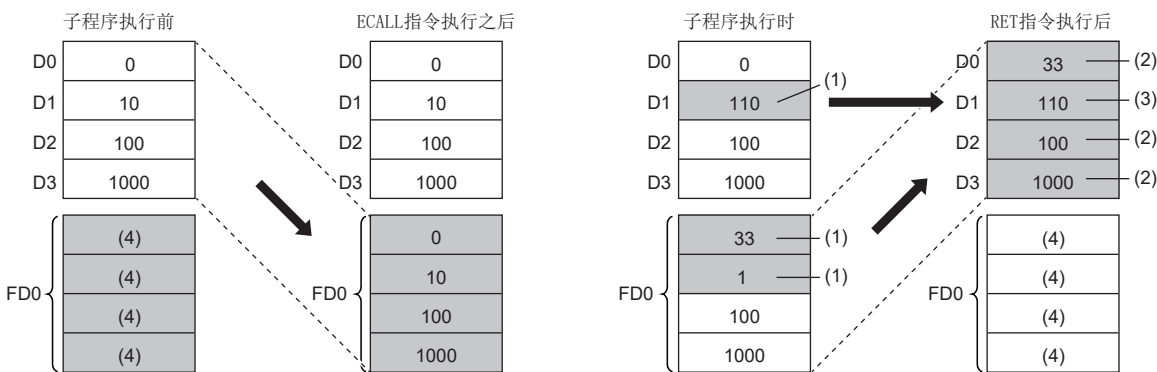 子程序执行前
D0 0
D1 10
D2 100
D3 1000
FD0
(4)
(4)
(4)
(4)
ECALL指令执行之后
D0 0
D1 10
D2 100
D3 1000
FD0
0
10
100
1000
子程序执行时
D0 0
D1 110 (1)
D2 100
D3 1000
FD0
33 (1)
1 (1)
100
1000
RET指令执行后
D0 33 (2)
D1 110 (3)
D2 100 (2)
D3 1000 (2)
FD0
(4)
(4)
(4)
(4)